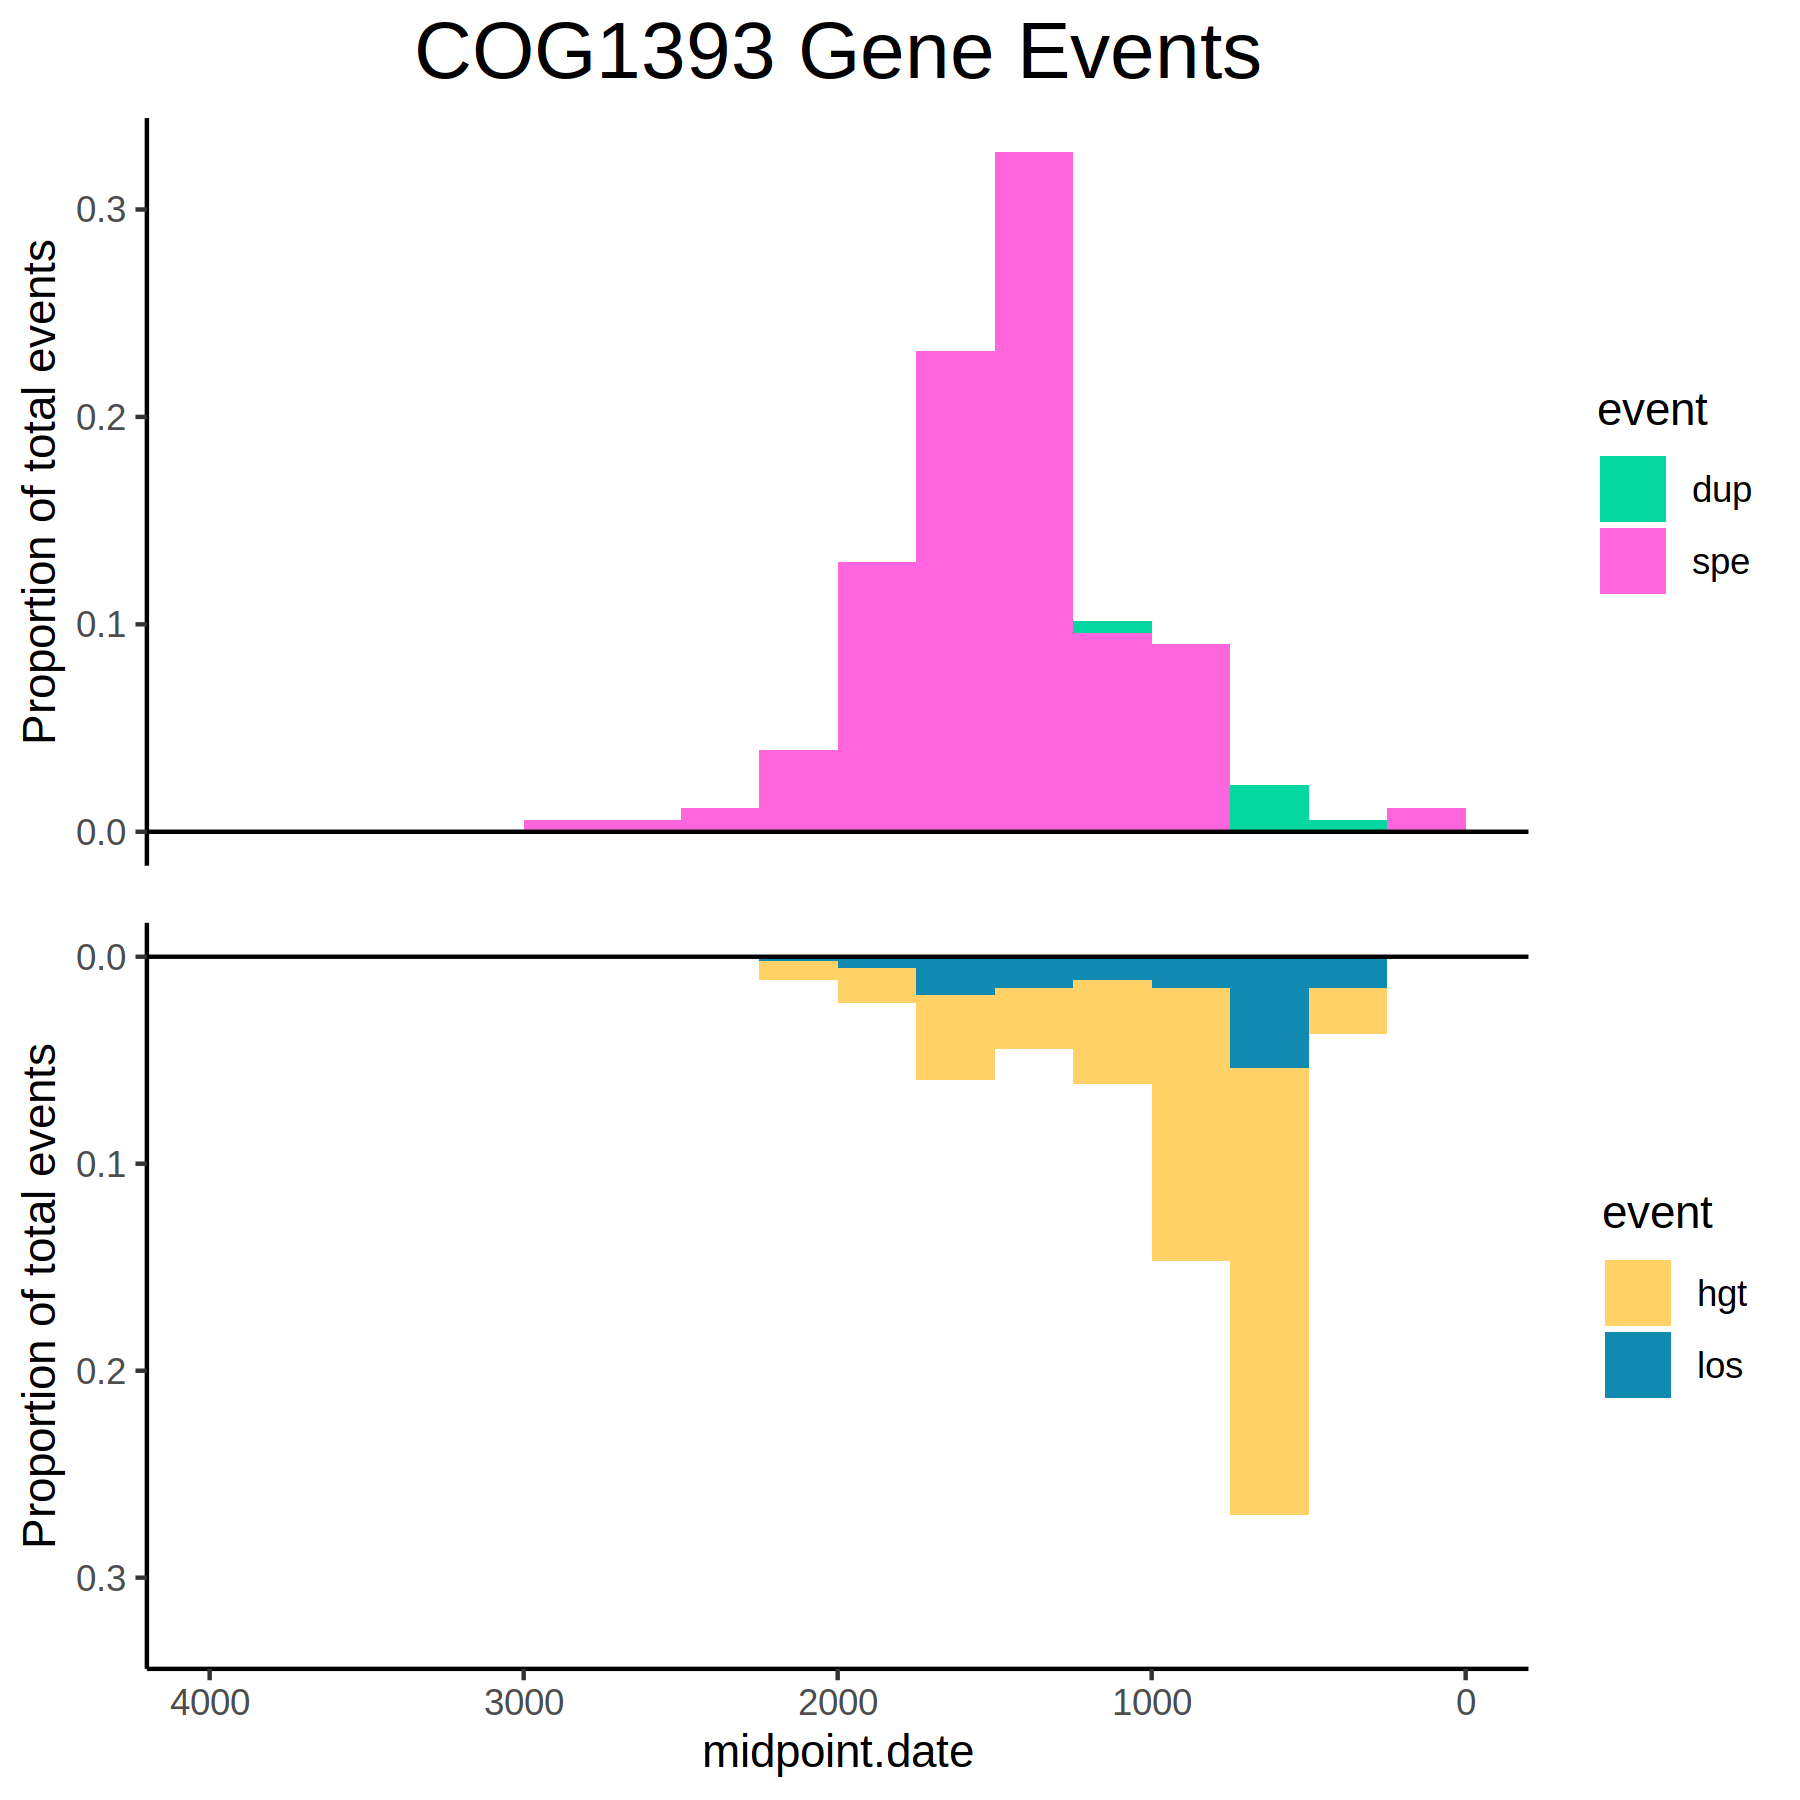 COG1393 Gene Events
Proportion of total events
0.3
0.2
0.1
0.0
event
dup
spe
Proportion of total events
0.0
0.1
0.2
0.3
event
hgt
los
4000 3000 2000 1000 0
midpoint.date